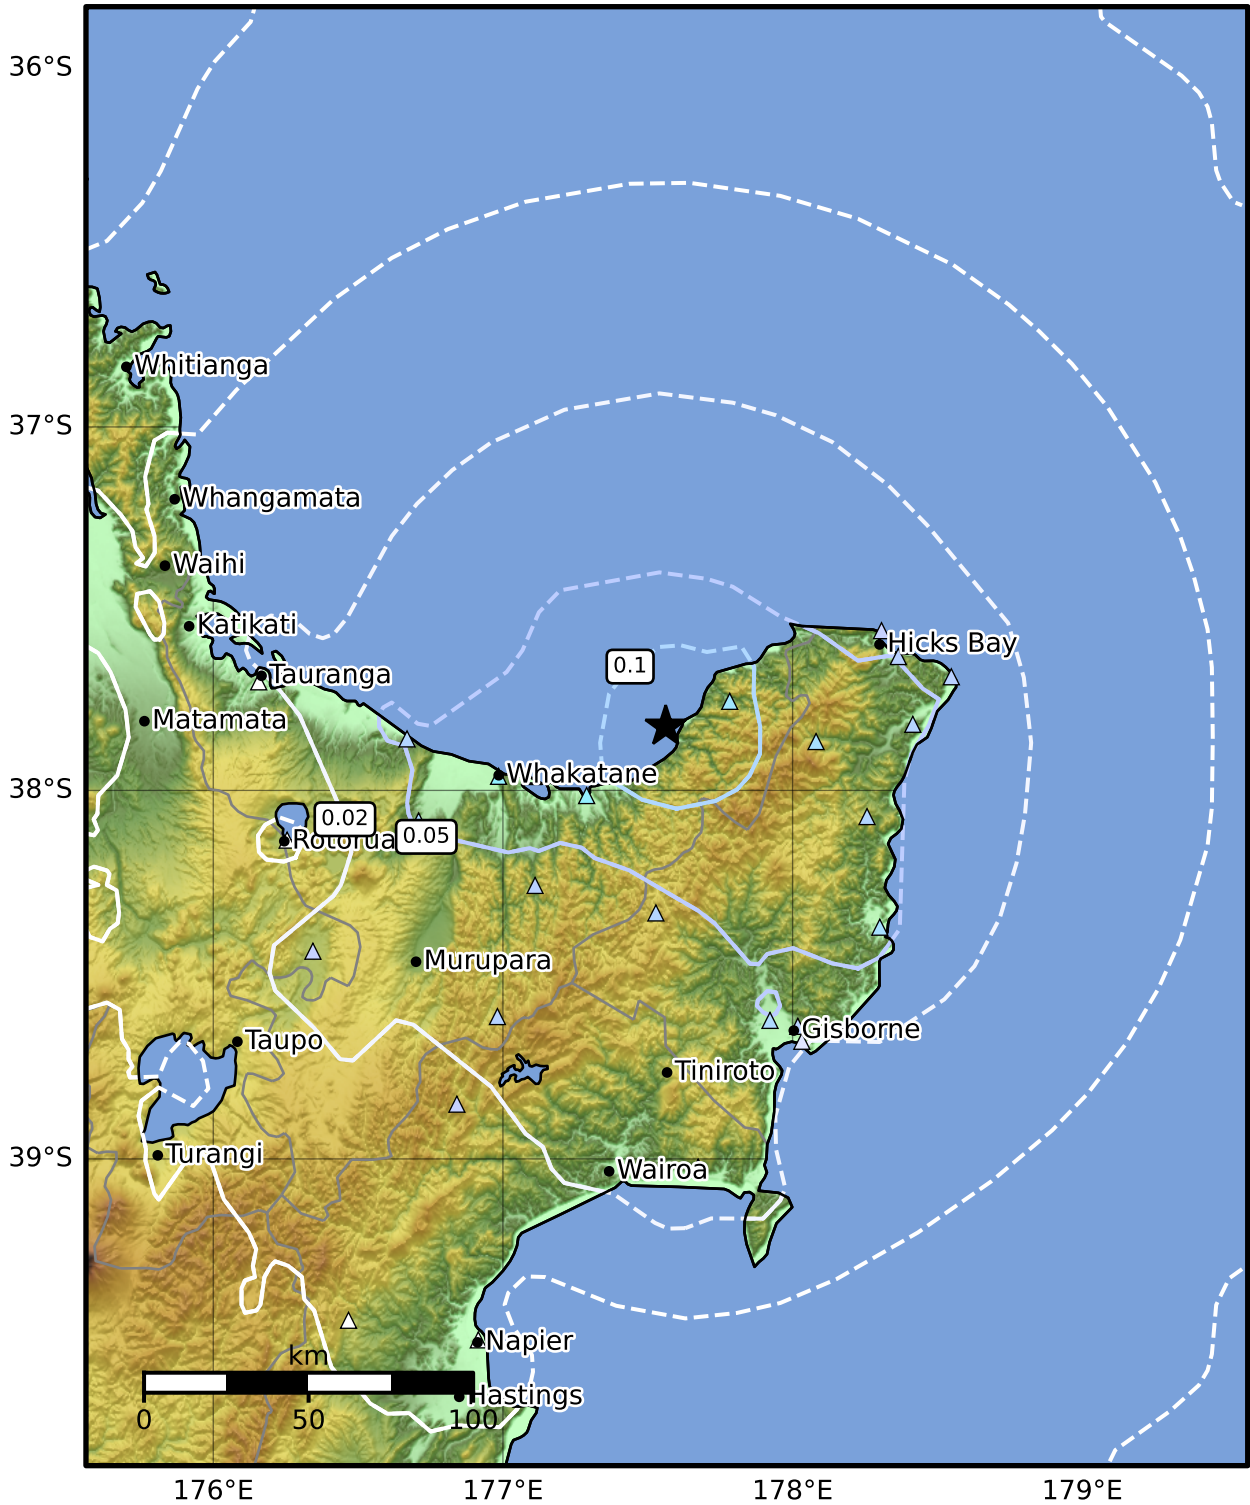 36°S
Whitianga
37°S
Whangamata
Waihi
Katikati
0.1
Hicks Bay
Tauranga
Matamata
Whakatane
38°S
0.02
Rotorua
0.05
Murupara
Gisborne
Taupo
Tiniroto
39°S
Turangi
Wairoa
Napier
km
Hastings
0 50 100
176°E 177°E 178°E 179°E